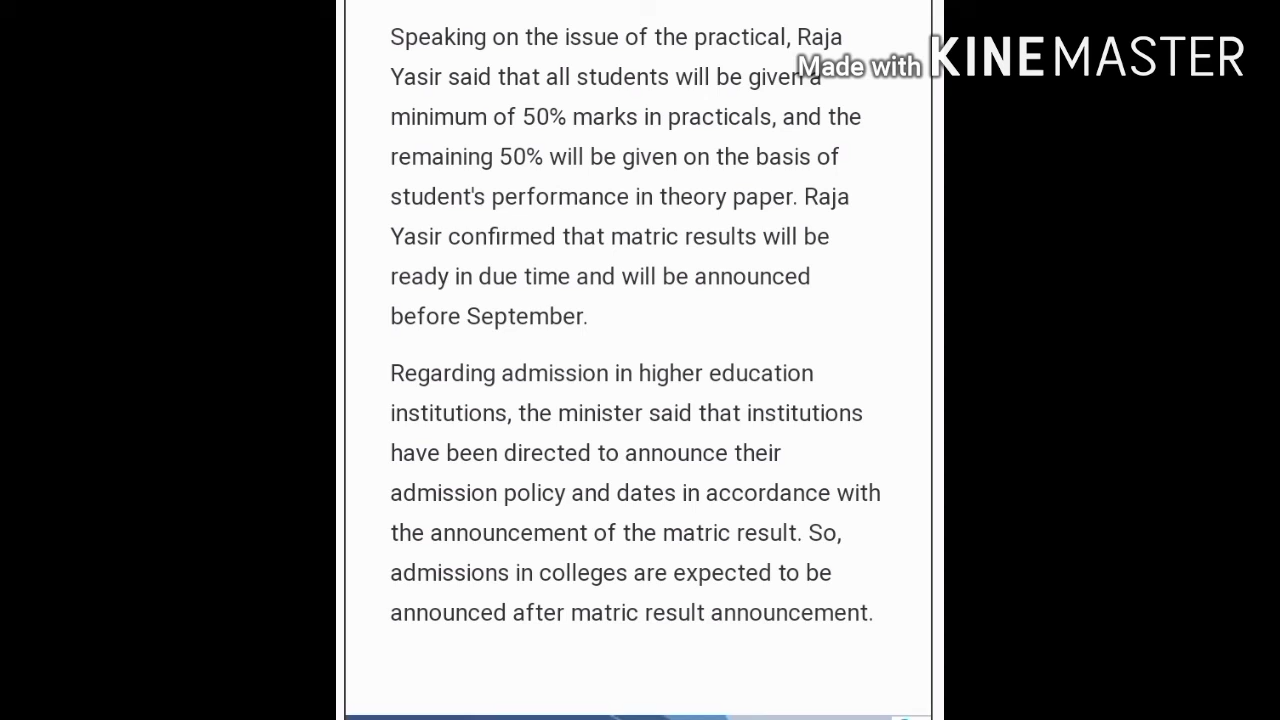 Speaking on the issue of the practical, Raja
Made with KINEMASTER
Yasir said that all students will be given a
minimum of 50% marks in practicals, and the
remaining 50% will be given on the basis of
student's performance in theory paper. Raja
Yasir confirmed that matric results will be
ready in due time and will be announced
before September.
Regarding admission in higher education
institutions, the minister said that institutions
have been directed to announce their
admission policy and dates in accordance with
the announcement of the matric result. So,
admissions in colleges are expected to be
announced after matric result announcement.